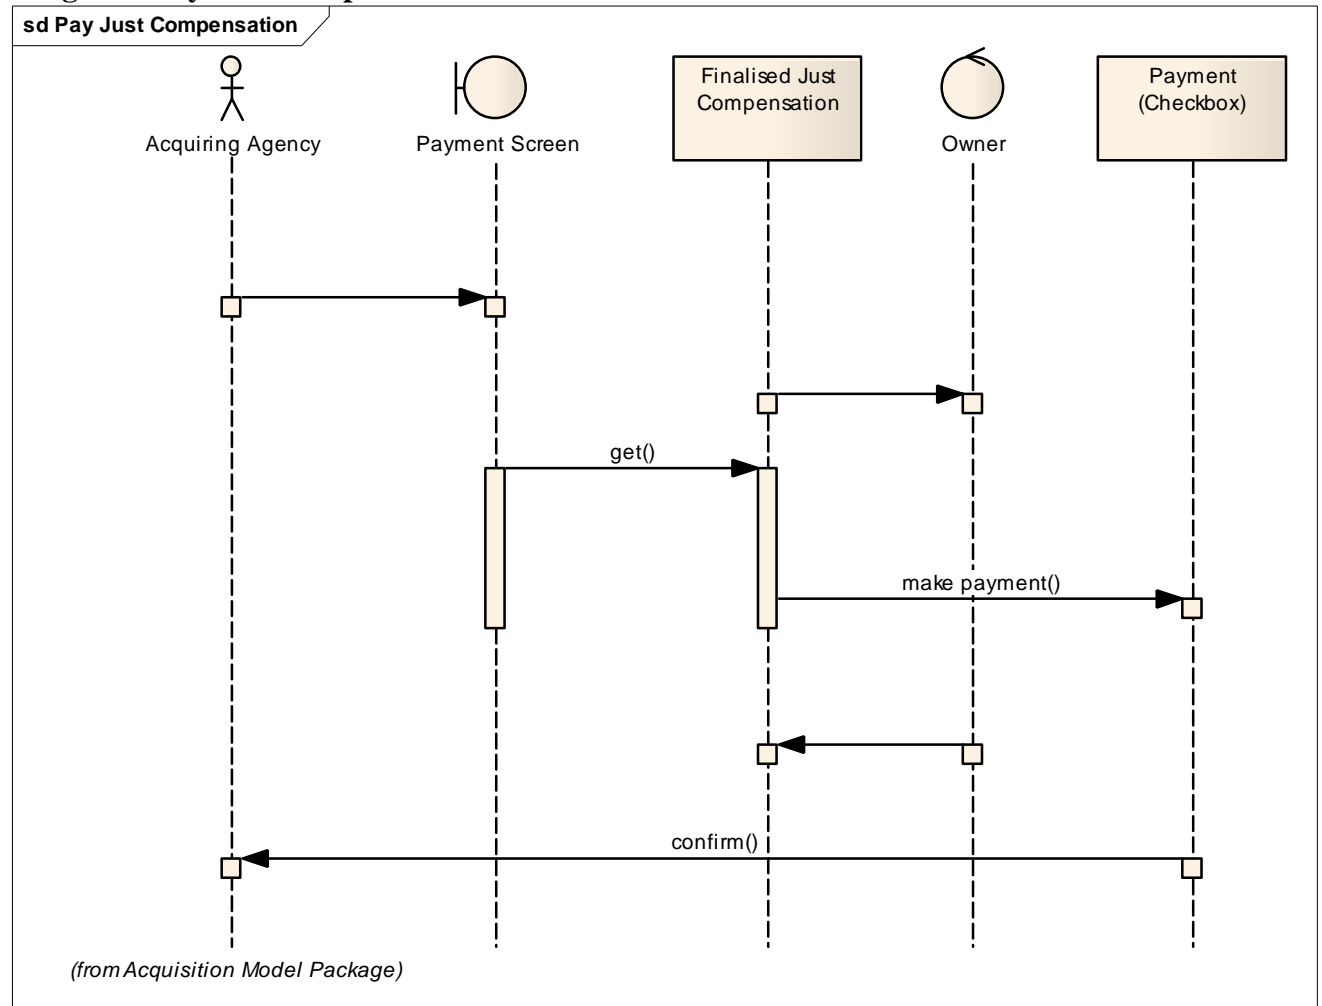 sd Pay Just Compensation
Acquiring Agency
Payment Screen
Finalised Just
Compensation
Owner
Payment
(Checkbox)
get()
make payment()
confirm()
(from Acquisition Model Package)